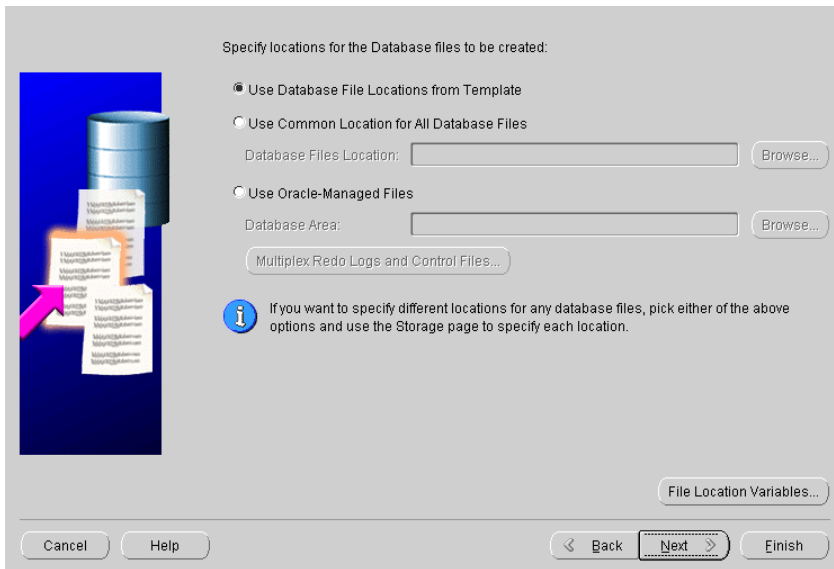 Specify locations for the Database files to be created:
Use Database File Locations from Template
Use Common Location for All Database Files
Database Files Location:
Browse...
Use Oracle-Managed Files
Database Area:
Browse...
Multiplex Redo Logs and Control Files...
If you want to specify different locations for any database files, pick either of the above
options and use the Storage page to specify each location.
File Location Variables...
Cancel
Help
Back
Next
Finish